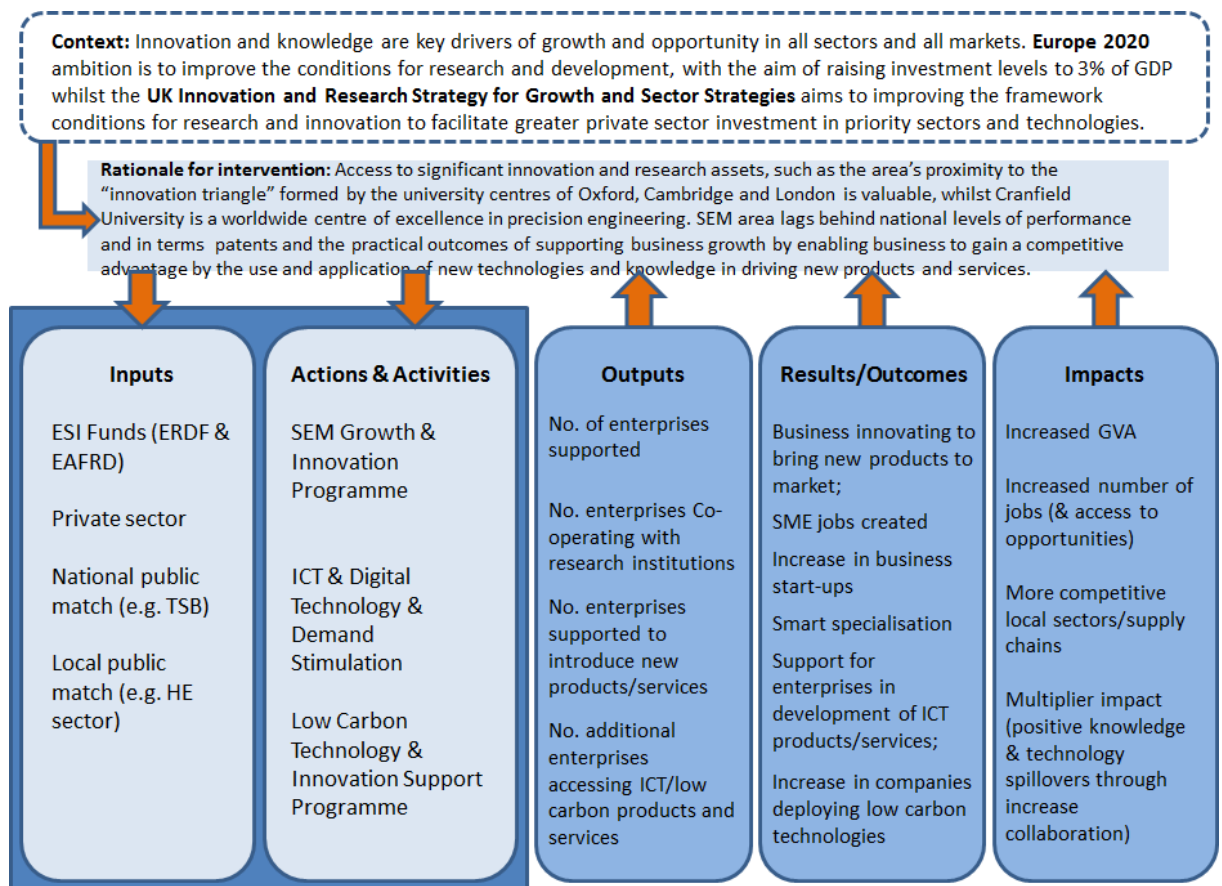 Context: Innovation and knowledge are key drivers of growth and opportunity in all sectors and all markets. Europe 2020
ambition is to improve the conditions for research and development, with the aim of raising investment levels to 3% of GDP
whilst the UK Innovation and Research Strategy for Growth and Sector Strategies aims to improving the framework
conditions for research and innovation to facilitate greater private sector investment in priority sectors and technologies.
Rationale for intervention: Access to significant innovation and research assets, such as the area's proximity to the
“innovation triangle” formed by the university centres of Oxford, Cambridge and London is valuable, whilst Cranfield
University is a worldwide centre of excellence in precision engineering. SEM area lags behind national levels of performance
and in terms patents and the practical outcomes of supporting business growth by enabling business to gain a competitive
advantage by the use and application of new technologies and knowledge in driving new products and services.
Inputs
ESI Funds (ERDF &
EAFRD)
Private sector
National public
match (e.g. TSB)
Local public
match (e.g. HE
sector)
Actions & Activities
SEM Growth &
Innovation
Programme
ICT & Digital
Technology &
Demand
Stimulation
Low Carbon
Technology &
Innovation Support
Programme
Outputs
No. of enterprises
supported
No. enterprises Co-
operating with
research institutions
No. enterprises
supported to
introduce new
products/services
No. additional
enterprises
accessing ICT/low
carbon products and
services
Results/Outcomes
Business innovating to
bring new products to
market;
SME jobs created
Increase in business
start-ups
Smart specialisation
Support for
enterprises in
development of ICT
products/services;
Increase in companies
deploying low carbon
technologies
Impacts
Increased GVA
Increased number of
jobs (& access to
opportunities)
More competitive
local sectors/supply
chains
Multiplier impact
(positive knowledge
& technology
spillovers through
increase
collaboration)